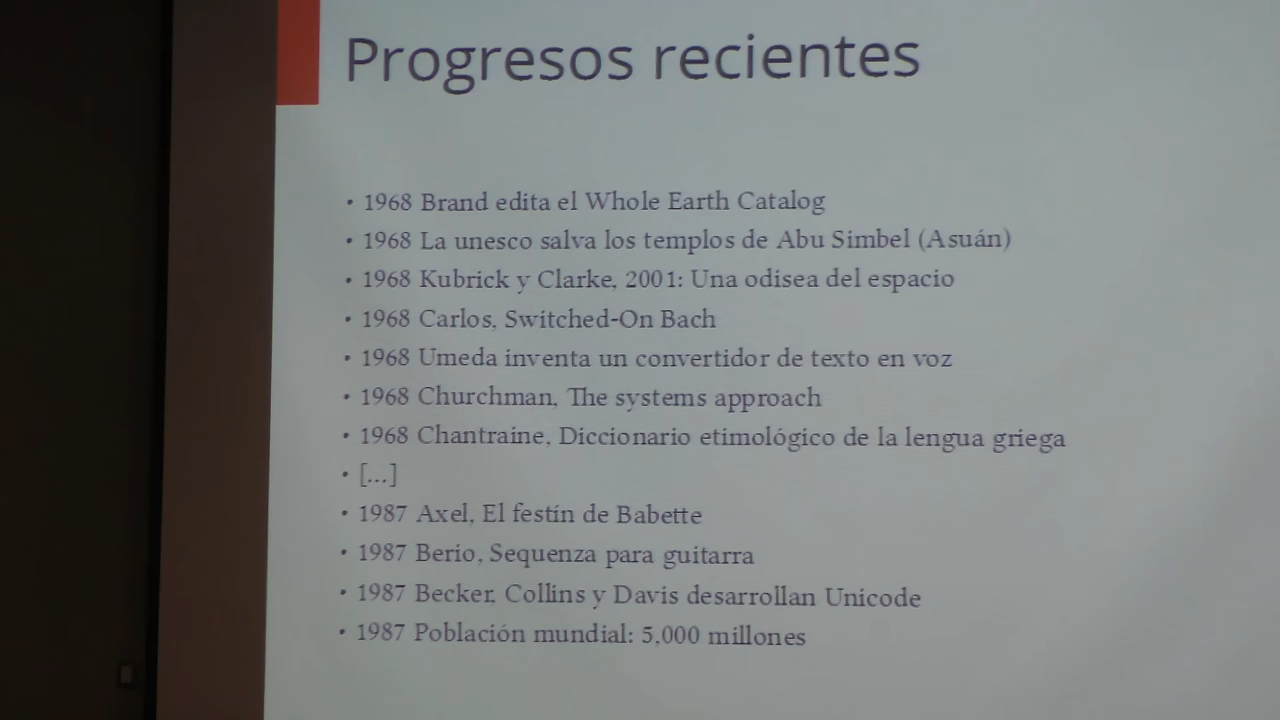 Progresos recientes
• 1968 Brand edita el Whole Earth Catalog
• 1968 La unesco salva los templos de Abu Simbel (Asuán)
• 1968 Kubrick y Clarke, 2001: Una odisea del espacio
• 1968 Carlos, Switched-On Bach
• 1968 Umeda inventa un convertidor de texto en voz
• 1968 Churchman, The systems approach
• 1968 Chantraine, Diccionario etimológico de la lengua griega
• [...]
• 1987 Axel, El festín de Babette
• 1987 Berio, Sequenza para guitarra
• 1987 Becker, Collins y Davis desarrollan Unicode
• 1987 Población mundial: 5,000 millones